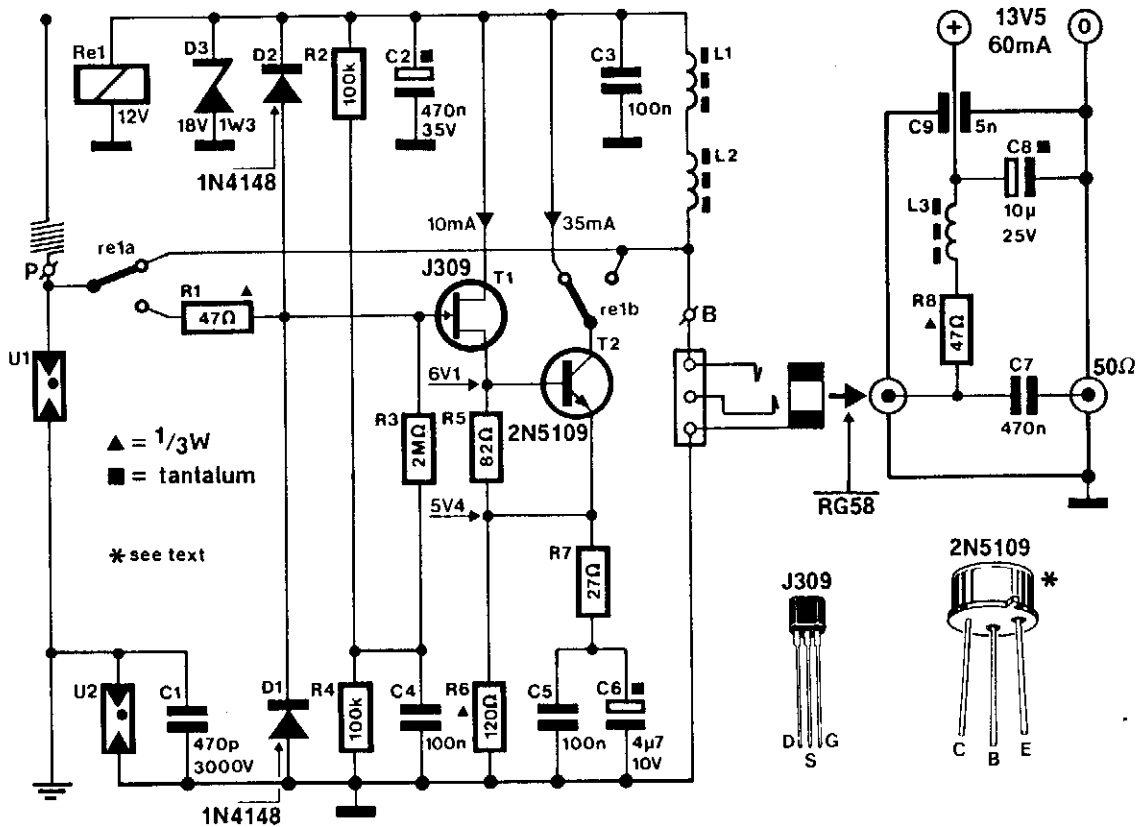 Re1
12V
D3
18V 1W3
D2
1N4148
R2
100k
C2
470n
35V
C3
100n
L1
L2
+
13V5
60mA
0
C9
5n
C8
10µ
25V
L3
R8
47Ω
C7
470n
50Ω
RG58
re1a
P
R1
47Ω
U1
10mA
35mA
J309
T1
re1b
B
T2
2N5109
6V1
R3
2MΩ
R5
82Ω
5V4
▲ = 1/3W
■ = tantalum
* see text
R7
27Ω
U2
C1
470p
3000V
D1
1N4148
R4
100k
C4
100n
R6
120Ω
C5
100n
C6
4µ7
10V
J309
D
S
G
2N5109
*
C
B
E